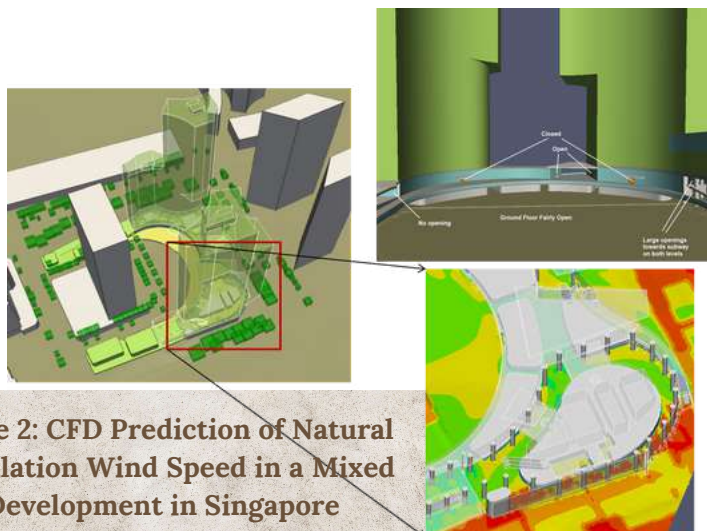 Closed
Open
No opening
Ground Floor Fairly Open
Large openings
towards subway
on both levels
e 2: CFD Prediction of Natural
lation Wind Speed in a Mixed
Development in Singapore